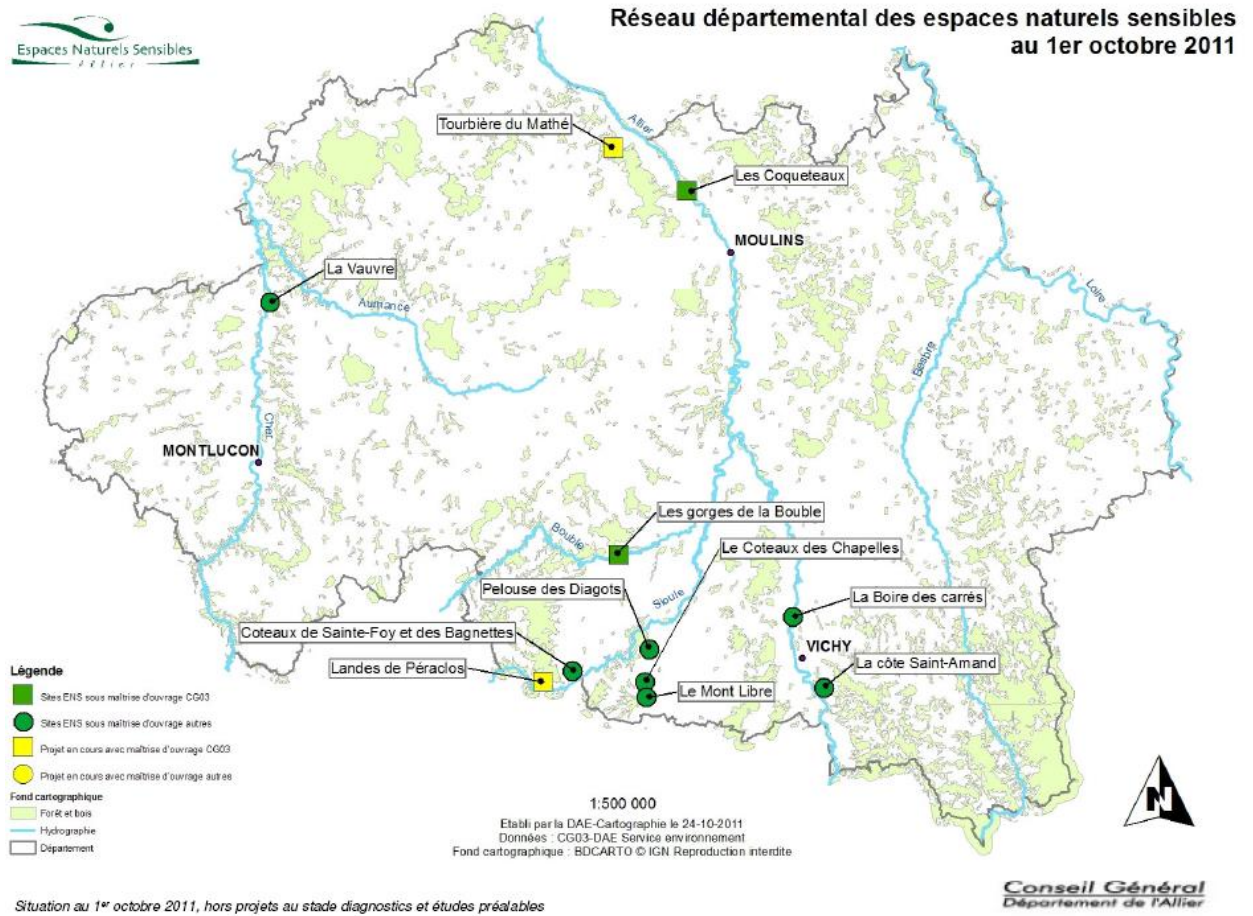 Espaces Naturels Sensibles
Allier
Réseau départemental des espaces naturels sensibles
au 1er octobre 2011
Tourbière du Mathé
Allier
Les Coqueteaux
MOULINS
La Vauvre
Aumance
Loire
Besbre
Cher
MONTLUCON
Les gorges de la Bouble
Bouble
Le Coteaux des Chapelles
Pelouse des Diagots
Sioule
La Boire des carrés
Coteaux de Sainte-Foy et des Bagnettes
VICHY
Landes de Péraclos
La côte Saint-Amand
Le Mont Libre
Légende
Sites ENS sous maîtrise d'ouvrage CG03
Sites ENS sous maîtrise d'ouvrage autres
Projet en cours avec maîtrise d'ouvrage CG03
Projet en cours avec maîtrise d'ouvrage autres
Fond cartographique
Forêt et bois
Hydrographie
Département
1:500 000
Etabli par la DAE-Cartographie le 24-10-2011
Données : CG03-DAE Service environnement
Fond cartographique : BDCARTO © IGN Reproduction interdite
N
Conseil Général
Département de l'Allier
Situation au 1er octobre 2011, hors projets au stade diagnostics et études préalables